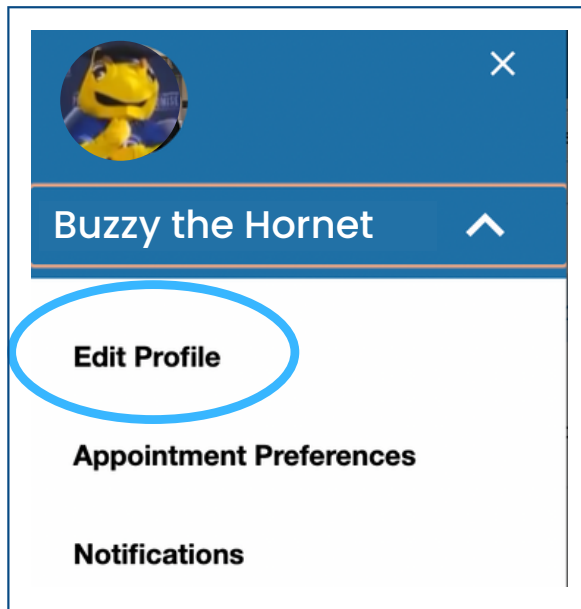 Buzzy the Hornet
Edit Profile
Appointment Preferences
Notifications